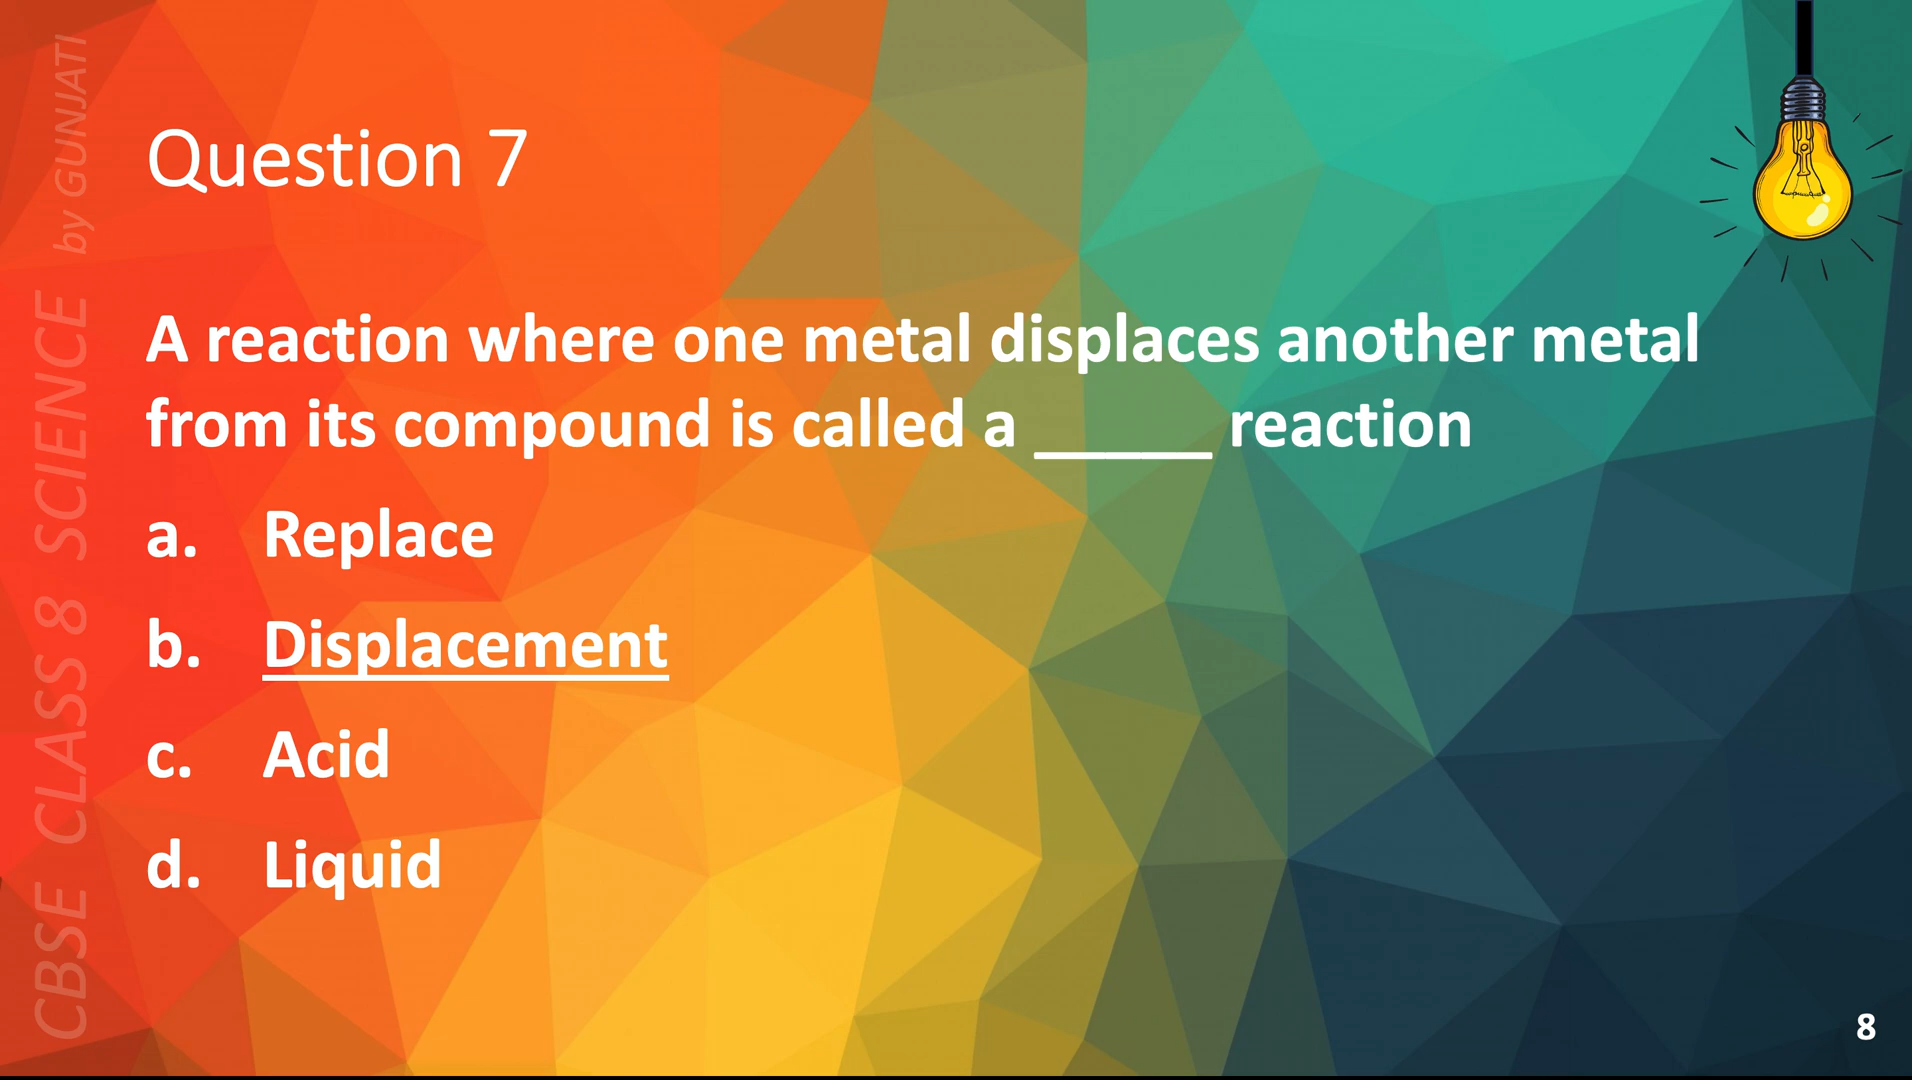 CBSE CLASS 8 SCIENCE by GUNJATI
Question 7
A reaction where one metal displaces another metal
from its compound is called a _____ reaction
a. Replace
b. Displacement
c. Acid
d. Liquid
8